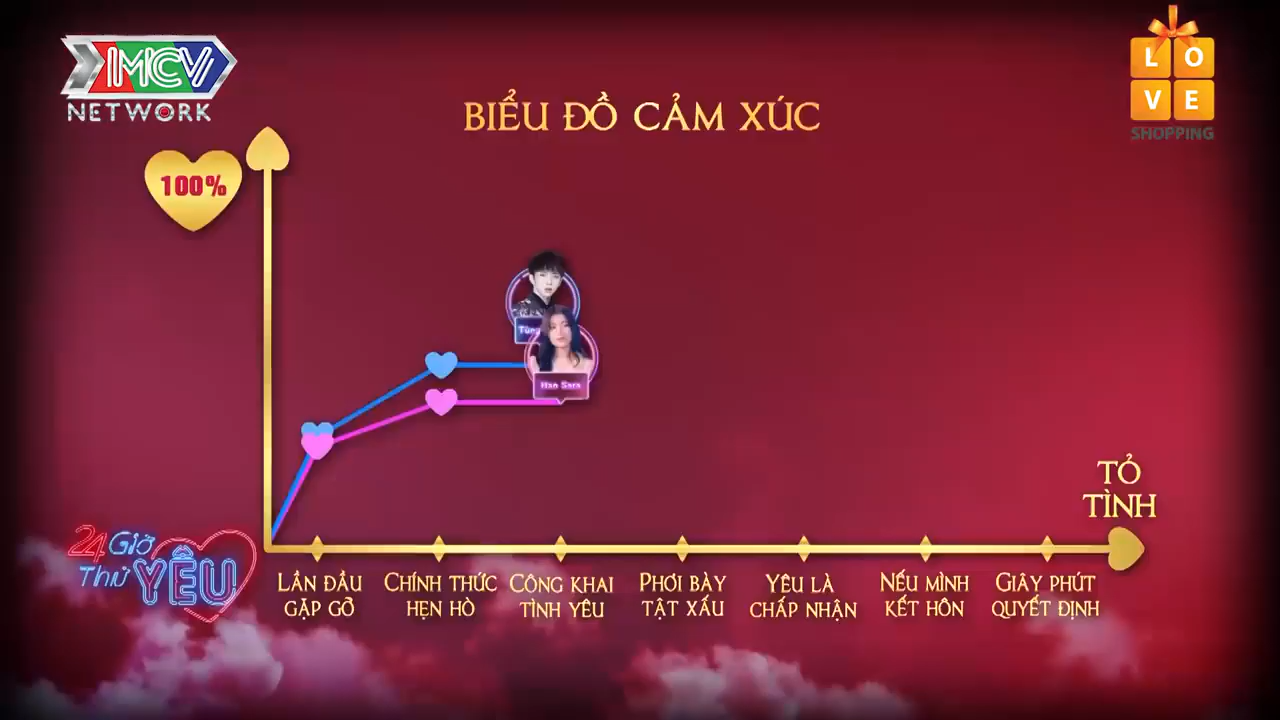 MCV
NETWORK
L O
V E
SHOPPING
BIỂU ĐỒ CẢM XÚC
100%
Han Sara
TỎ
TÌNH
24 Giờ
Thử YÊU
LẦN ĐẦU
GẶP GỠ
CHÍNH THỨC
HẸN HÒ
CÔNG KHAI
TÌNH YÊU
PHƠI BÀY
TẬT XẤU
YÊU LÀ
CHẤP NHẬN
NẾU MÌNH
KẾT HÔN
GIÂY PHÚT
QUYẾT ĐỊNH